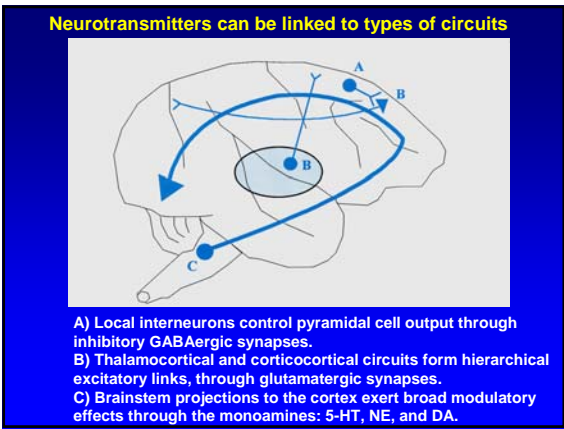 Neurotransmitters can be linked to types of circuits
A
B
B
C
A) Local interneurons control pyramidal cell output through
inhibitory GABAergic synapses.
B) Thalamocortical and corticocortical circuits form hierarchical
excitatory links, through glutamatergic synapses.
C) Brainstem projections to the cortex exert broad modulatory
effects through the monoamines: 5-HT, NE, and DA.